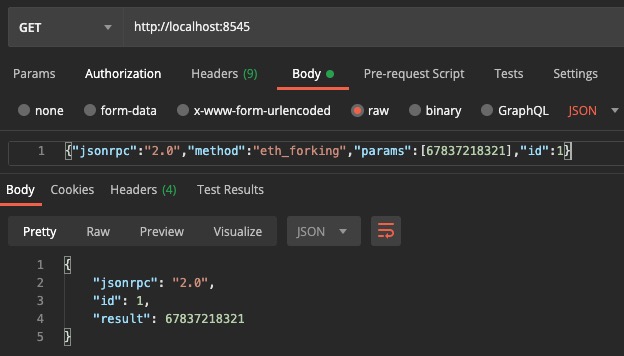 GET http://localhost:8545
Params Authorization Headers (9) Body Pre-request Script Tests Settings
none form-data x-www-form-urlencoded raw binary GraphQL JSON
1 {"jsonrpc":"2.0","method":"eth_forking","params":[67837218321],"id":1}
Body Cookies Headers (4) Test Results
Pretty Raw Preview Visualize JSON
1 {
2 "jsonrpc": "2.0",
3 "id": 1,
4 "result": 67837218321
5 }